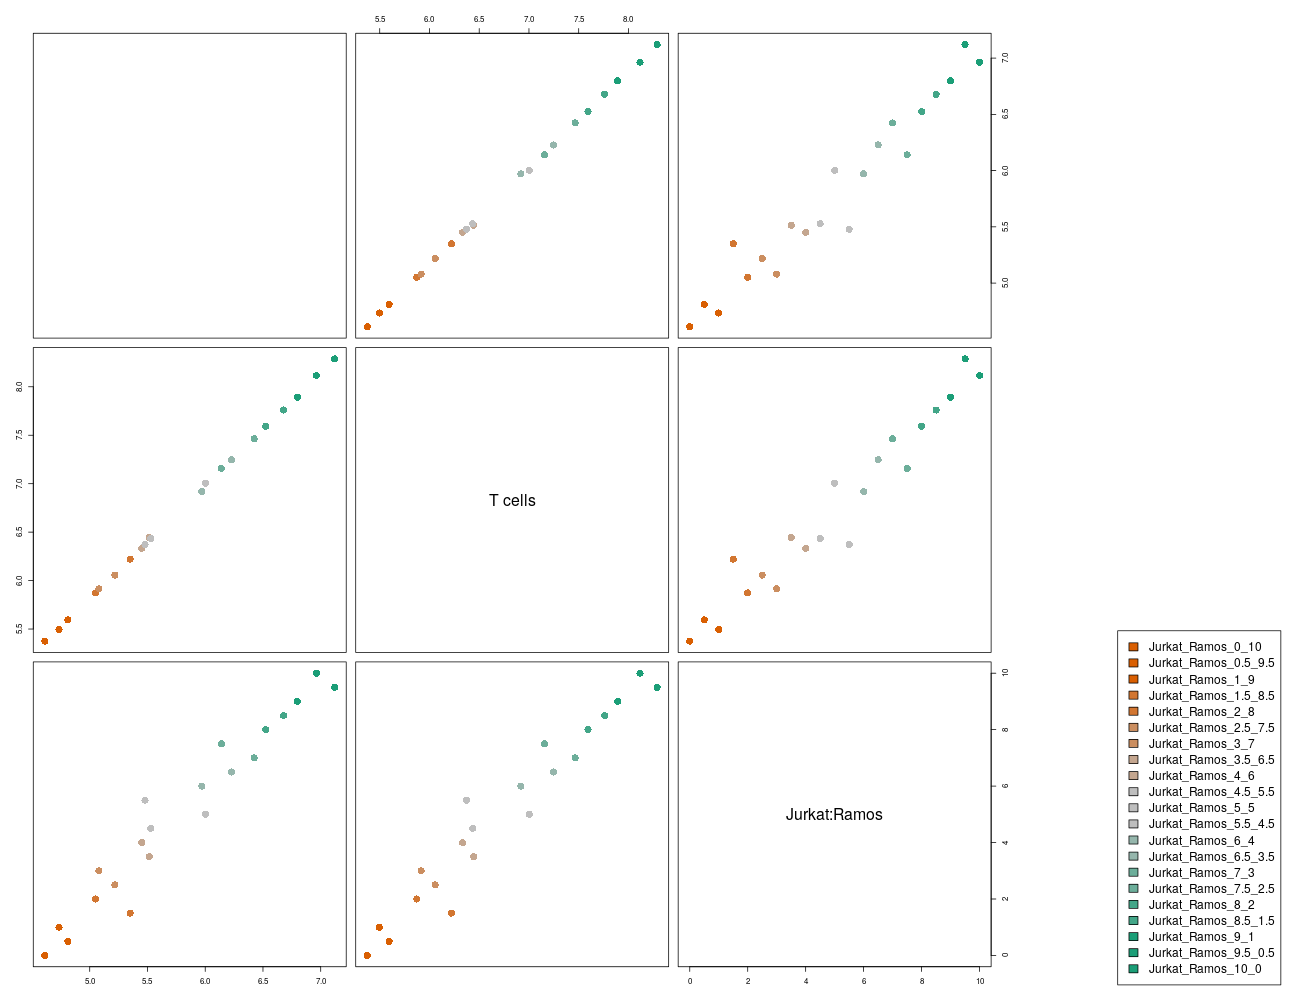 5.5 6.0 6.5 7.0 7.5 8.0
5.0 5.5 6.0 6.5 7.0
5.5 6.0 6.5 7.0 7.5 8.0
T cells
Jurkat:Ramos
0 2 4 6 8 10
5.0 5.5 6.0 6.5 7.0
0 2 4 6 8 10
Jurkat_Ramos_0_10
Jurkat_Ramos_0.5_9.5
Jurkat_Ramos_1_9
Jurkat_Ramos_1.5_8.5
Jurkat_Ramos_2_8
Jurkat_Ramos_2.5_7.5
Jurkat_Ramos_3_7
Jurkat_Ramos_3.5_6.5
Jurkat_Ramos_4_6
Jurkat_Ramos_4.5_5.5
Jurkat_Ramos_5_5
Jurkat_Ramos_5.5_4.5
Jurkat_Ramos_6_4
Jurkat_Ramos_6.5_3.5
Jurkat_Ramos_7_3
Jurkat_Ramos_7.5_2.5
Jurkat_Ramos_8_2
Jurkat_Ramos_8.5_1.5
Jurkat_Ramos_9_1
Jurkat_Ramos_9.5_0.5
Jurkat_Ramos_10_0